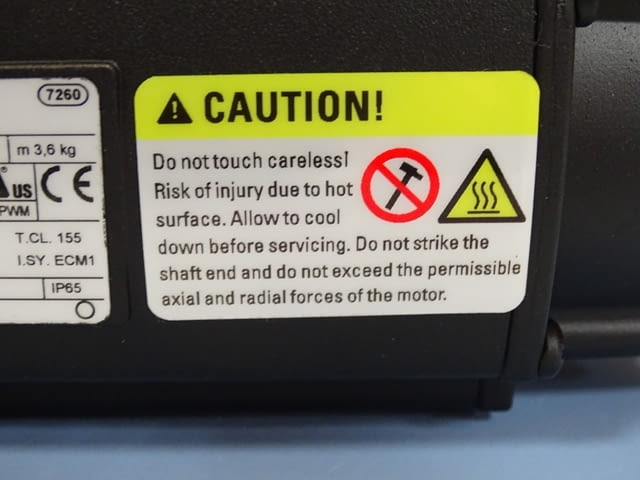 7260
m 3,6 kg
US CE
PWM
T.CL. 155
I.SY. ECM1
IP65
CAUTION!
Do not touch careless!
Risk of injury due to hot
surface. Allow to cool
down before servicing. Do not strike the
shaft end and do not exceed the permissible
axial and radial forces of the motor.